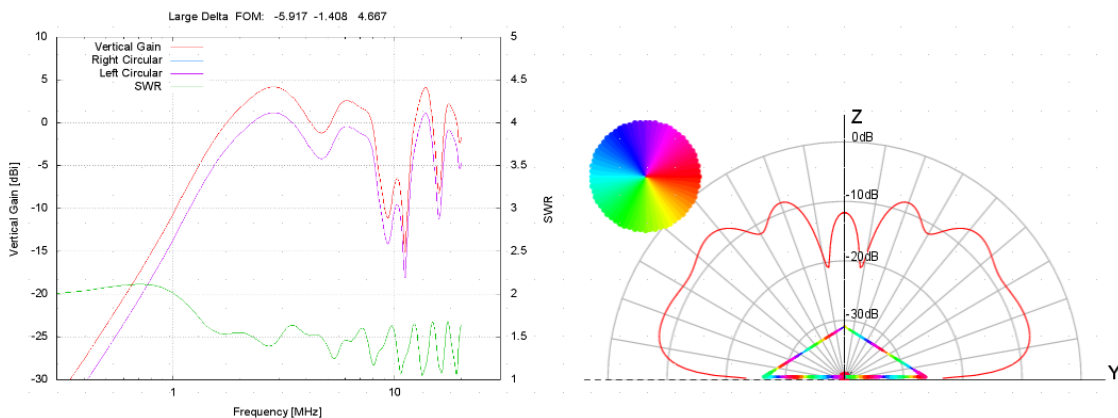 Large Delta FOM: -5.917 -1.408 4.667
10
5
0
-5
-10
-15
-20
-25
-30
Vertical Gain [dBi]
Vertical Gain
Right Circular
Left Circular
SWR
5
4.5
4
3.5
3
2.5
2
1.5
1
SWR
1
10
Frequency [MHz]
Z
0dB
-10dB
-20dB
-30dB
Y